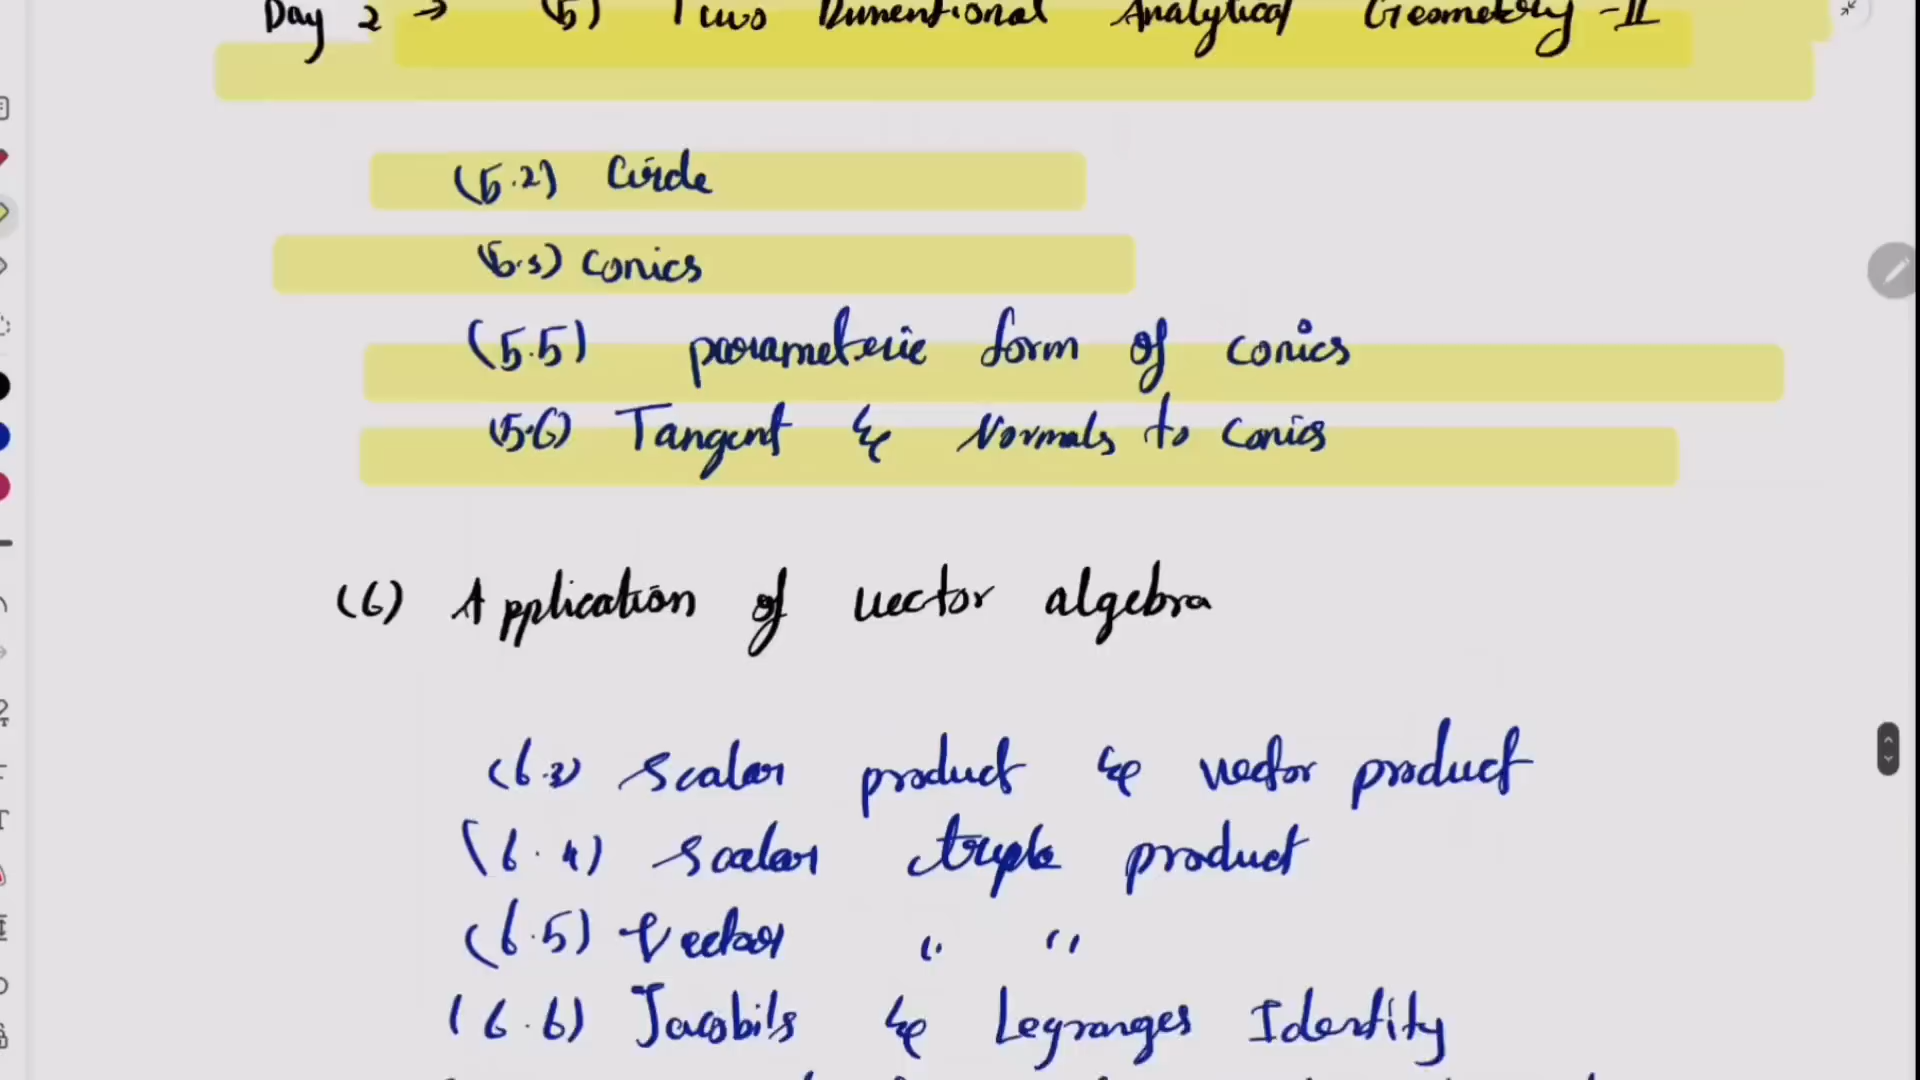 Day 2 → (5) Two Dimentional Analytical Geometry -II
(5.2) Circle
(5.3) Conics
(5.5) parameteric form of conics
(5.6) Tangent & Normals to Conics
(6) Application of vector algebra
(6.3) Scalar product & vector product
(6.4) Scalar triple product
(6.5) Vector " "
(6.6) Jacobi's & Legranges Identity